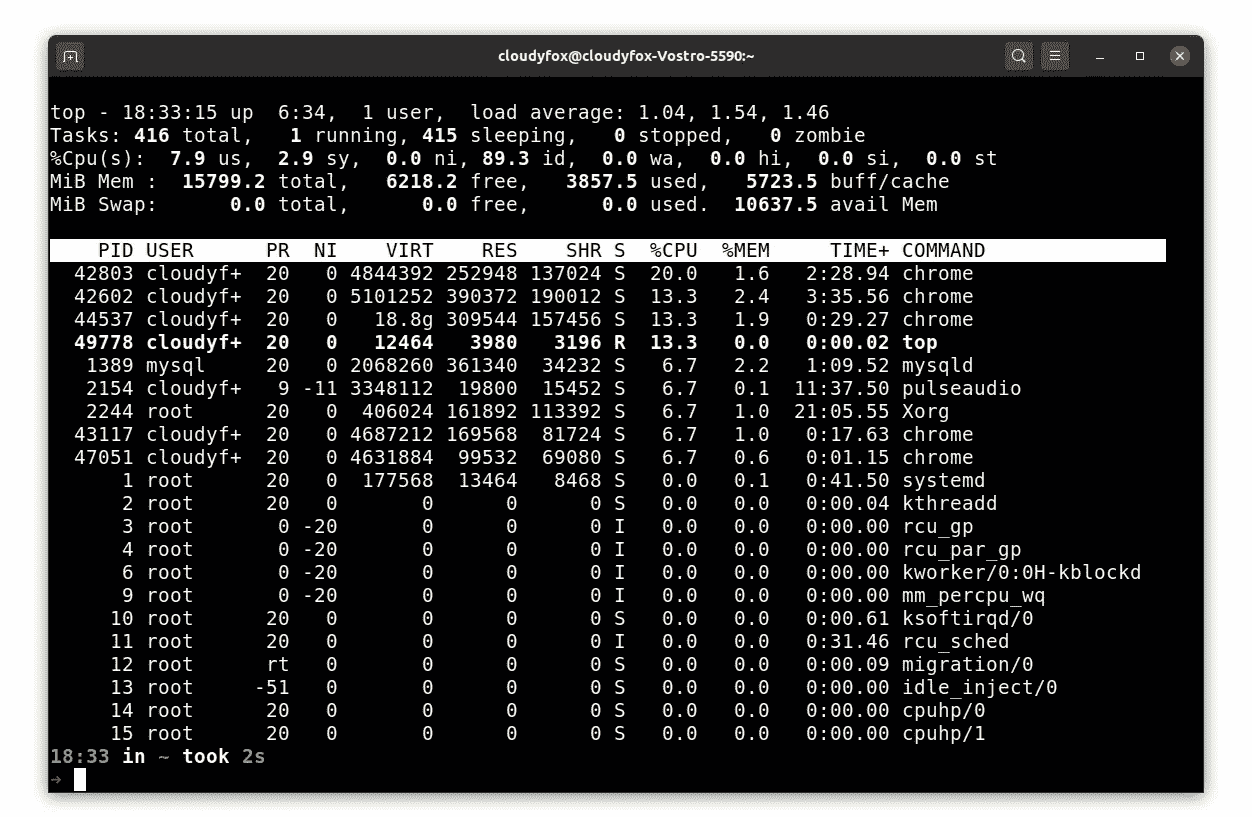 cloudyfox@cloudyfox-Vostro-5590:~
top - 18:33:15 up  6:34,  1 user,  load average: 1.04, 1.54, 1.46
Tasks: 416 total,   1 running, 415 sleeping,   0 stopped,   0 zombie
%Cpu(s):  7.9 us,  2.9 sy,  0.0 ni, 89.3 id,  0.0 wa,  0.0 hi,  0.0 si,  0.0 st
MiB Mem :  15799.2 total,   6218.2 free,   3857.5 used,   5723.5 buff/cache
MiB Swap:      0.0 total,      0.0 free,      0.0 used.  10637.5 avail Mem
    PID USER      PR  NI    VIRT    RES    SHR S  %CPU  %MEM     TIME+ COMMAND
  42803 cloudyf+  20   0 4844392 252948 137024 S  20.0   1.6   2:28.94 chrome
  42602 cloudyf+  20   0 5101252 390372 190012 S  13.3   2.4   3:35.56 chrome
  44537 cloudyf+  20   0   18.8g 309544 157456 S  13.3   1.9   0:29.27 chrome
  49778 cloudyf+  20   0   12464   3980   3196 R  13.3   0.0   0:00.02 top
   1389 mysql     20   0 2068260 361340  34232 S   6.7   2.2   1:09.52 mysqld
   2154 cloudyf+   9 -11 3348112  19800  15452 S   6.7   0.1  11:37.50 pulseaudio
   2244 root      20   0  406024 161892 113392 S   6.7   1.0  21:05.55 Xorg
  43117 cloudyf+  20   0 4687212 169568  81724 S   6.7   1.0   0:17.63 chrome
  47051 cloudyf+  20   0 4631884  99532  69080 S   6.7   0.6   0:01.15 chrome
      1 root      20   0  177568  13464   8468 S   0.0   0.1   0:41.50 systemd
      2 root      20   0       0      0      0 S   0.0   0.0   0:00.04 kthreadd
      3 root       0 -20       0      0      0 I   0.0   0.0   0:00.00 rcu_gp
      4 root       0 -20       0      0      0 I   0.0   0.0   0:00.00 rcu_par_gp
      6 root       0 -20       0      0      0 I   0.0   0.0   0:00.00 kworker/0:0H-kblockd
      9 root       0 -20       0      0      0 I   0.0   0.0   0:00.00 mm_percpu_wq
     10 root      20   0       0      0      0 S   0.0   0.0   0:00.61 ksoftirqd/0
     11 root      20   0       0      0      0 I   0.0   0.0   0:31.46 rcu_sched
     12 root      rt   0       0      0      0 S   0.0   0.0   0:00.09 migration/0
     13 root     -51   0       0      0      0 S   0.0   0.0   0:00.00 idle_inject/0
     14 root      20   0       0      0      0 S   0.0   0.0   0:00.00 cpuhp/0
     15 root      20   0       0      0      0 S   0.0   0.0   0:00.00 cpuhp/1
18:33 in ~ took 2s
→